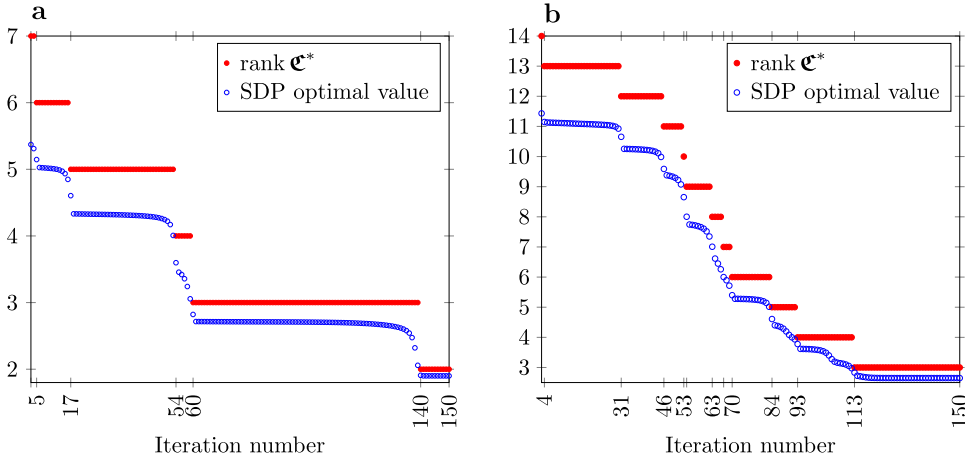 a
7
6
5
4
3
2
rank ℭ*
SDP optimal value
5 17 54 60 140 150
Iteration number
b
14
13
12
11
10
9
8
7
6
5
4
3
rank ℭ*
SDP optimal value
4 31 46 53 63 70 84 93 113 150
Iteration number